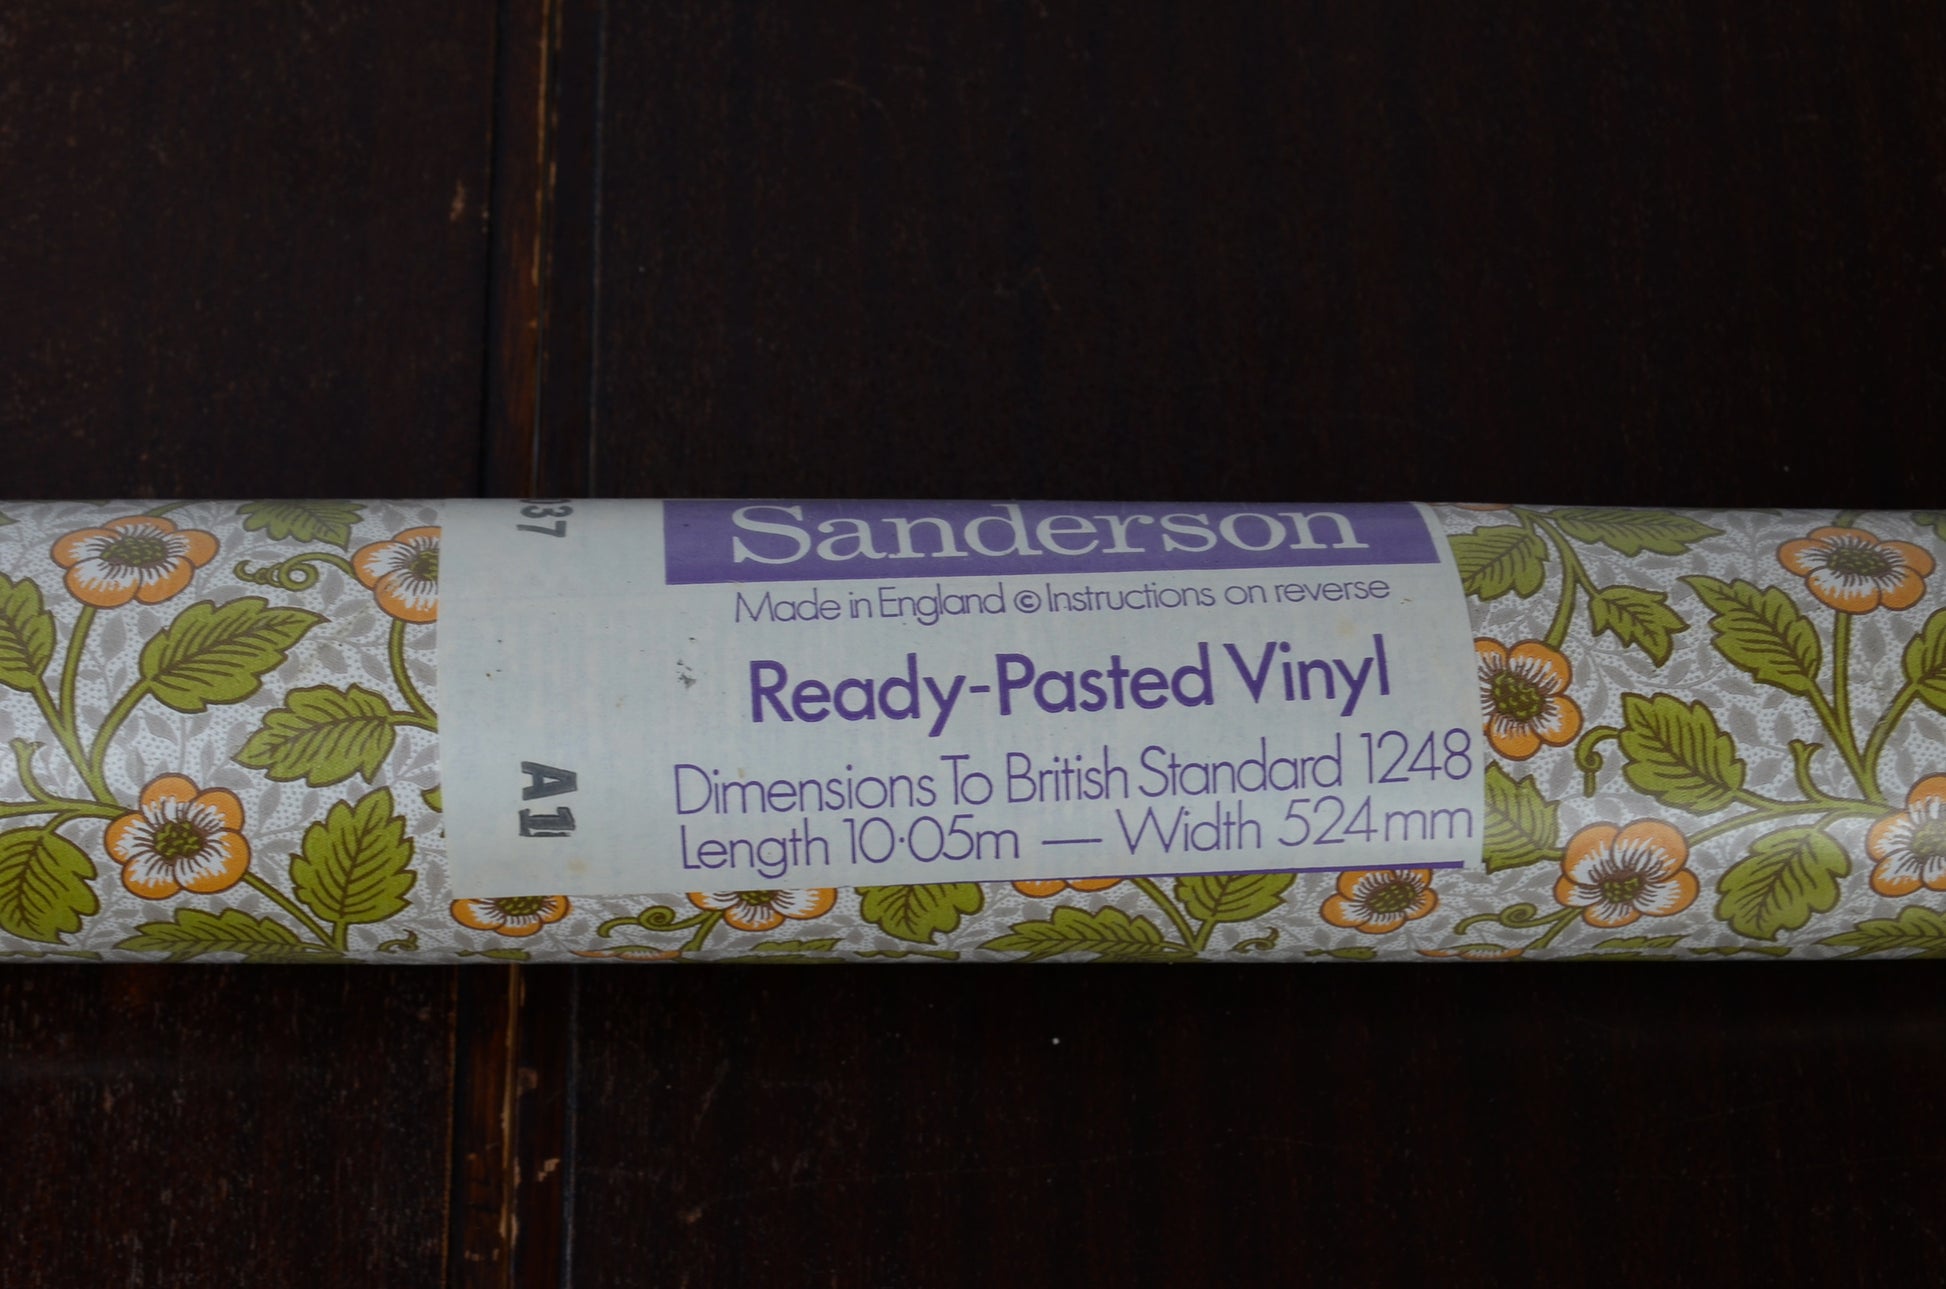 Sanderson
Made in England © Instructions on reverse
Ready-Pasted Vinyl
Dimensions To British Standard 1248
Length 10·05m — Width 524mm
A1